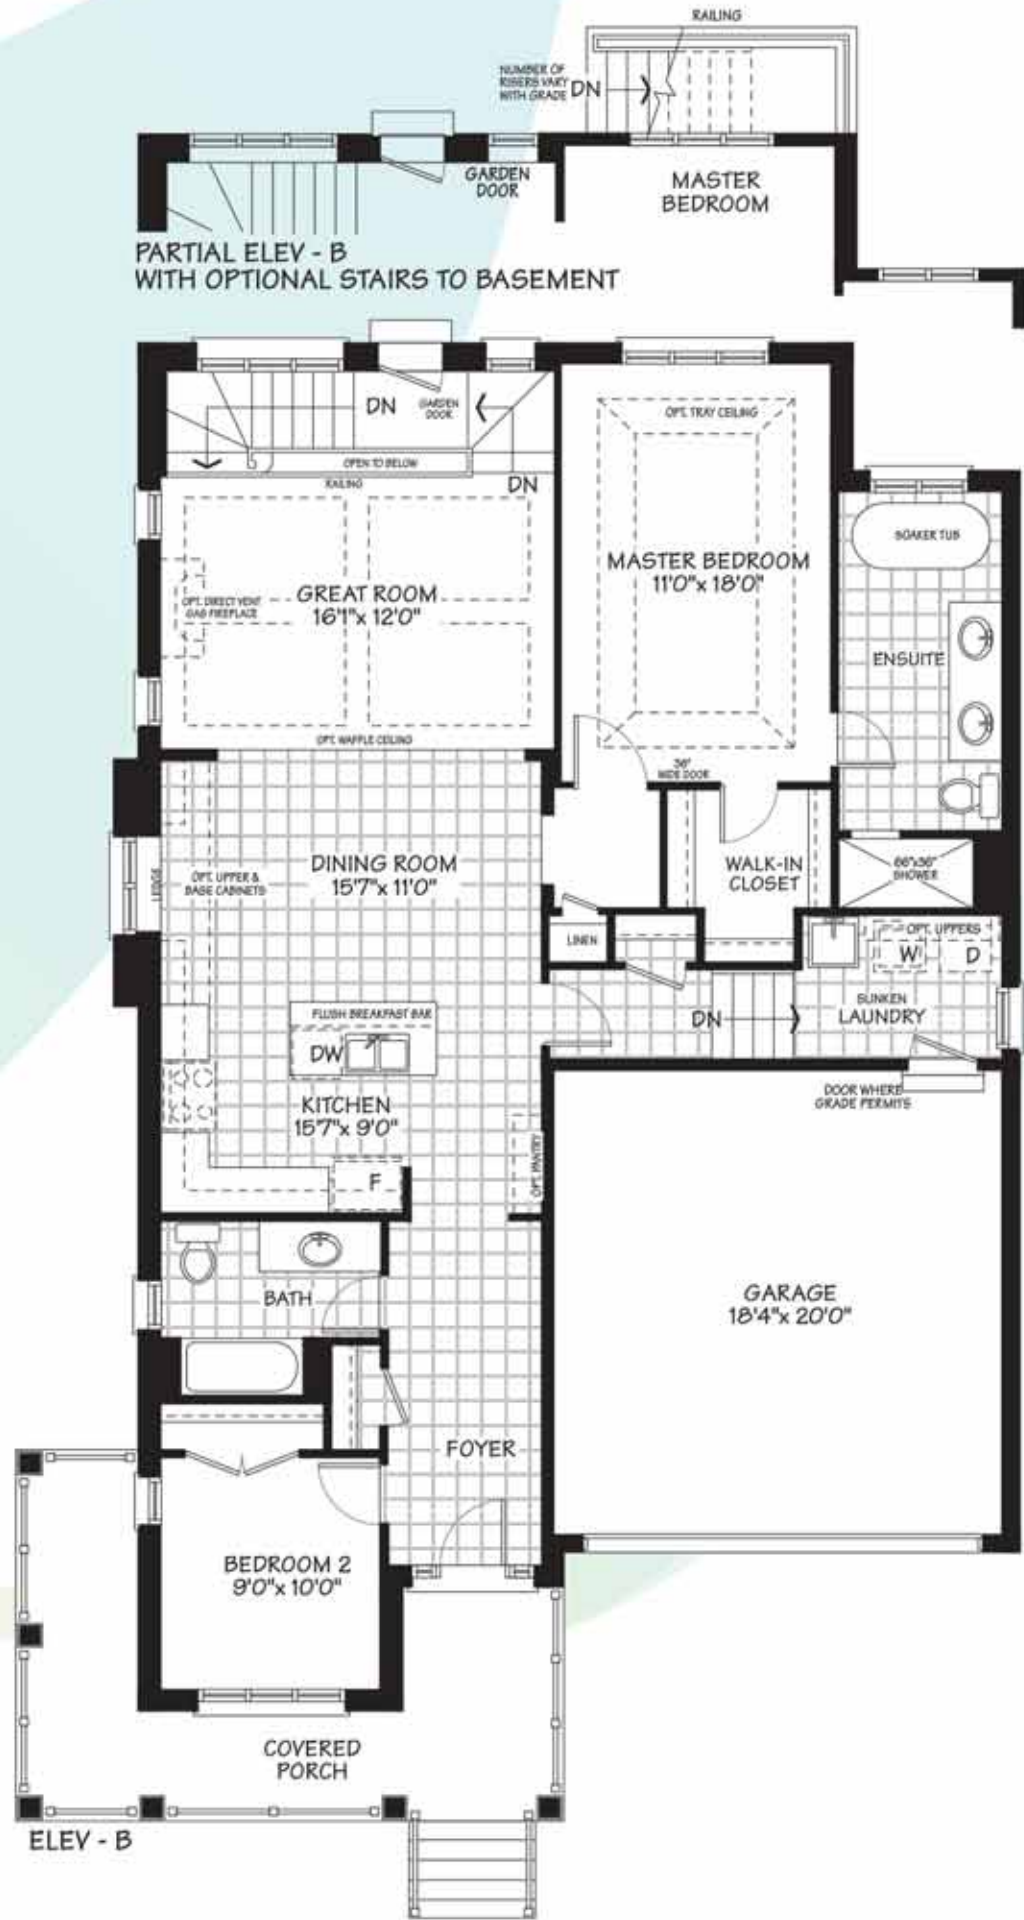 RAILING
NUMBER OF
RISERS VARY
WITH GRADE
DN
GARDEN
DOOR
MASTER
BEDROOM
PARTIAL ELEV - B
WITH OPTIONAL STAIRS TO BASEMENT
DN
GARDEN
DOOR
OPEN TO BELOW
RAILING
DN
OPT. TRAY CEILING
SOAKER TUB
MASTER BEDROOM
11'0"x 18'0"
GREAT ROOM
16'1"x 12'0"
OPT. DIRECT VENT
GAS FIREPLACE
ENSUITE
OPT. WAFFLE CEILING
36"
WIDE DOOR
DINING ROOM
15'7"x 11'0"
LEDGE
OPT. UPPER &
BASE CABINETS
WALK-IN
CLOSET
66"x36"
SHOWER
LINEN
OPT. UPPERS
W
D
SUNKEN
LAUNDRY
DN
FLUSH BREAKFAST BAR
DW
KITCHEN
15'7"x 9'0"
DOOR WHERE
GRADE PERMITS
OPT. PANTRY
F
BATH
GARAGE
18'4"x 20'0"
FOYER
BEDROOM 2
9'0"x 10'0"
COVERED
PORCH
ELEV - B